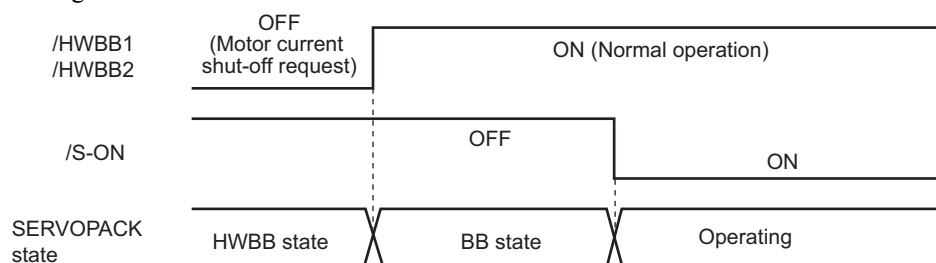 OFF
/HWBB1
/HWBB2
(Motor current
shut-off request)
ON (Normal operation)
/S-ON
OFF
ON
SERVOPACK
state
HWBB state
BB state
Operating